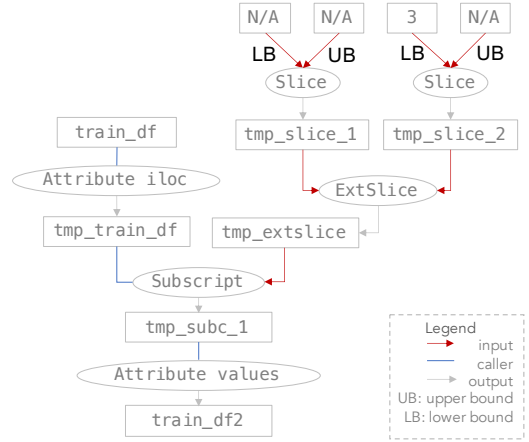 N/A N/A 3 N/A
LB UB LB UB
Slice Slice
tmp_slice_1 tmp_slice_2
train_df
Attribute iloc
ExtSlice
tmp_train_df
tmp_extslice
Subscript
tmp_subc_1
Attribute values
train_df2
Legend
input
caller
output
UB: upper bound
LB: lower bound